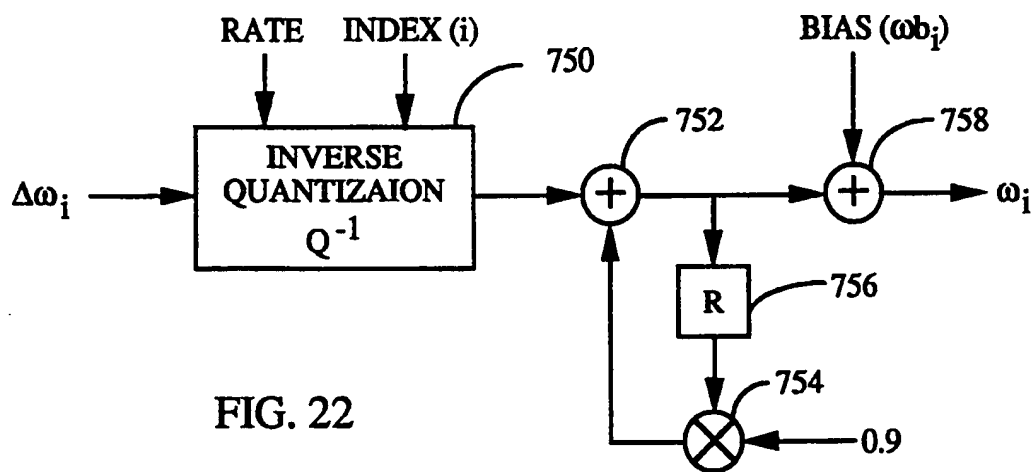 RATE INDEX (i) BIAS (ωb_i)
750
752
758
Δω_i
INVERSE
QUANTIZAION
Q⁻¹
+
+
ω_i
R
756
754
0.9
FIG. 22